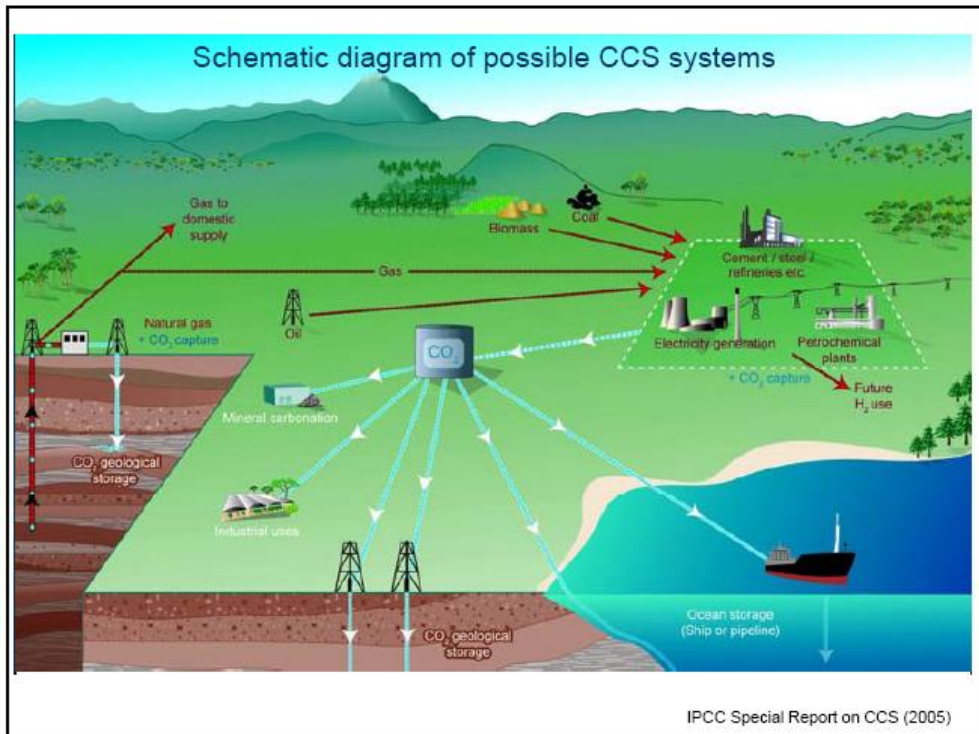 Schematic diagram of possible CCS systems
Gas to
domestic
supply
Coal
Biomass
Cement / steel /
refineries etc
Gas
Oil
Natural gas
+ CO₂ capture
CO₂
Electricity generation
Petrochemical
plants
+ CO₂ capture
Future
H₂ use
Mineral carbonation
CO₂ geological
storage
Industrial uses
Ocean storage
(Ship or pipeline)
CO₂ geological
storage
IPCC Special Report on CCS (2005)